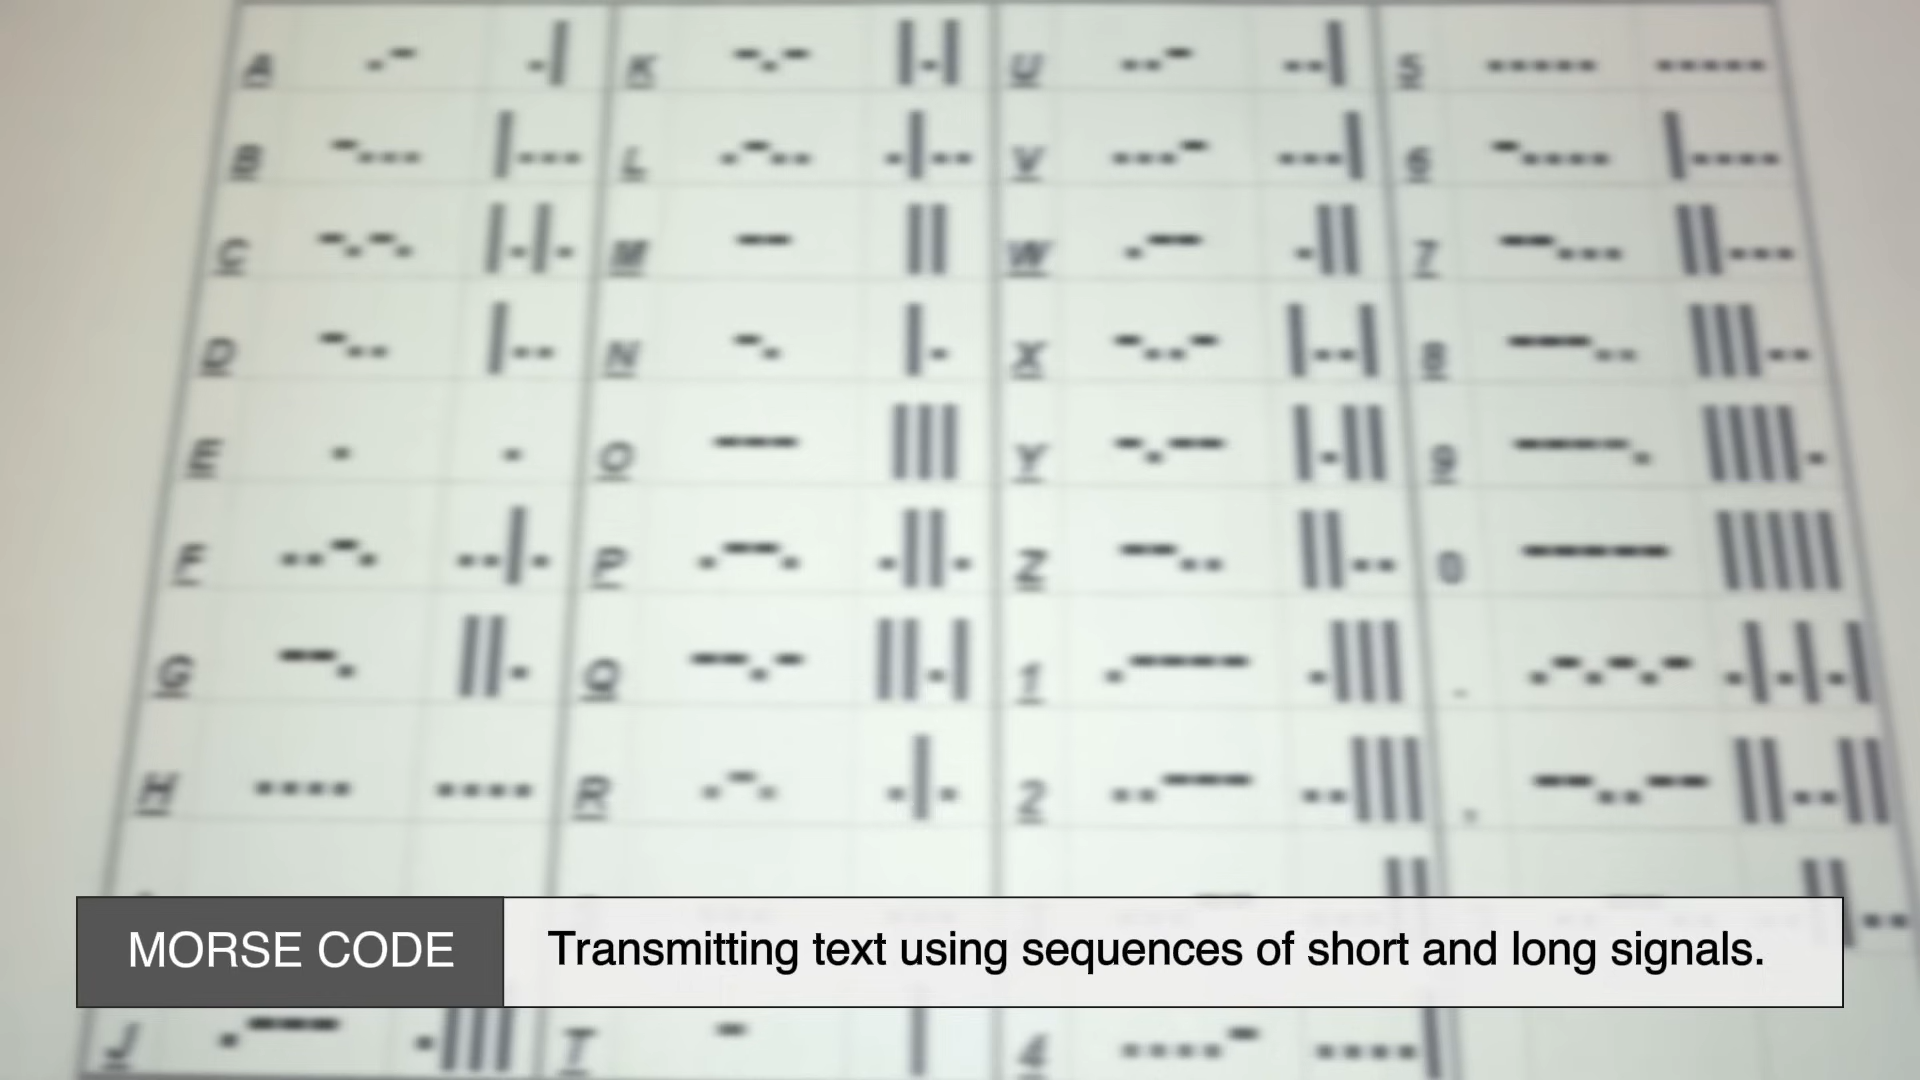 A .- .| K -.- |.| U ..- ..| 5 ..... .....
B -... |... L .-.. .|.. V ...- ...| 6 -.... |....
C -.-. |.|. M -- || W .-- .|| 7 --... ||...
D -.. |.. N -. |. X -..- |..| 8 ---.. |||..
E . . O --- ||| Y -.-- |.|| 9 ----. ||||.
F ..-. ..|. P .--. .||. Z --.. ||.. 0 ----- |||||
G --. ||. Q --.- ||.| 1 .---- .||| . .-.-.- .|.|.|
H .... .... R .-. .|. 2 ..--- ..||| , --..-- ||..||
MORSE CODE Transmitting text using sequences of short and long signals.
J .--- .||| T - | 4 ....- ....|